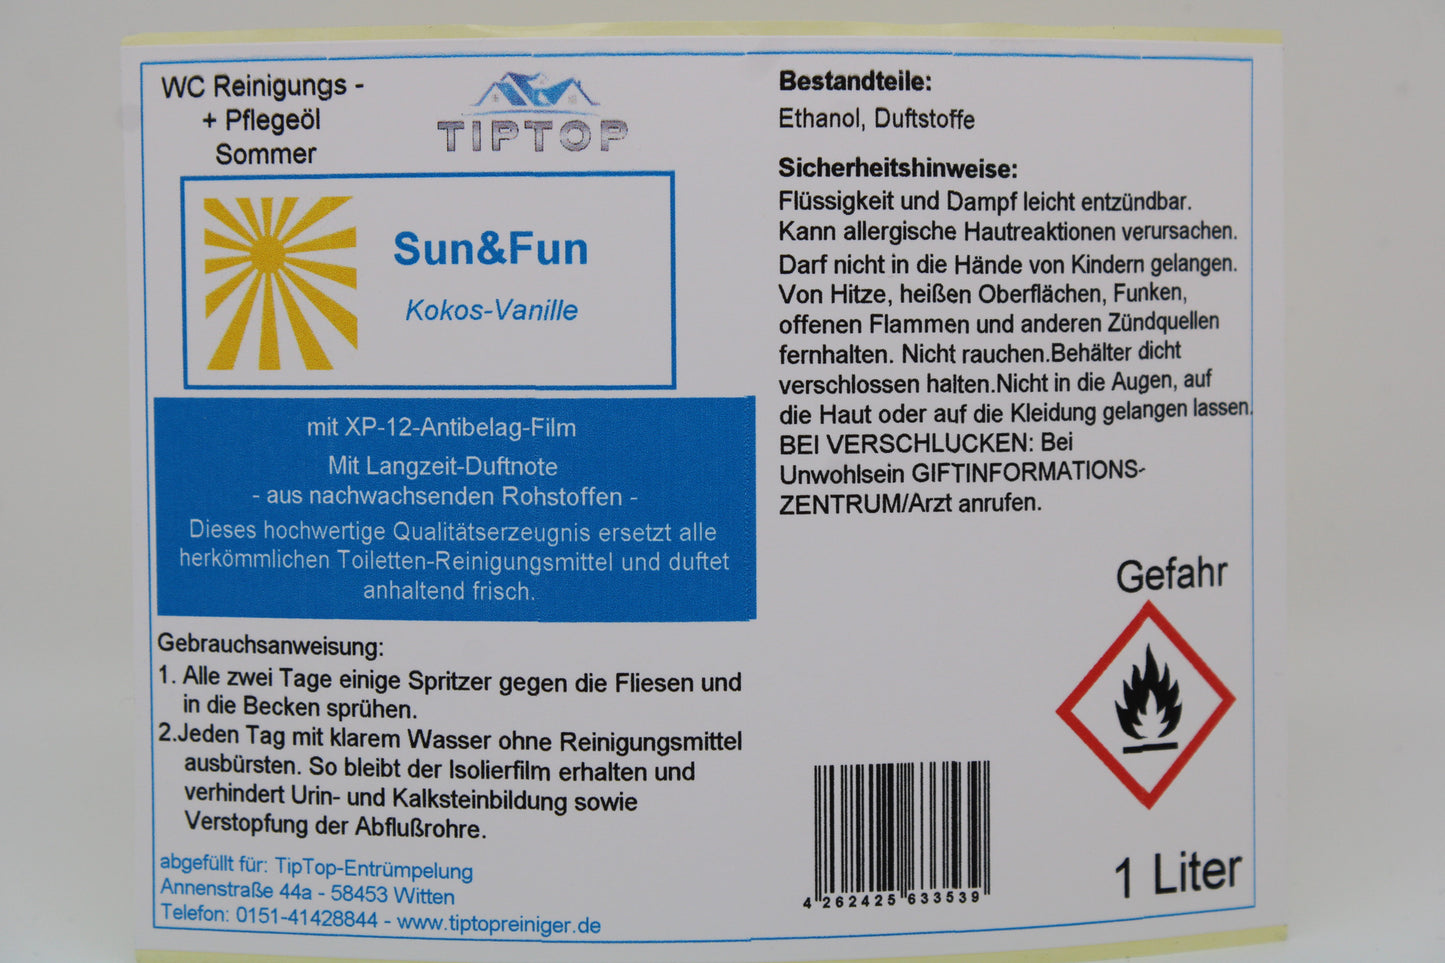 WC Reinigungs -
+ Pflegeöl
Sommer
TIPTOP
Sun&Fun
Kokos-Vanille
mit XP-12-Antibelag-Film
Mit Langzeit-Duftnote
- aus nachwachsenden Rohstoffen -
Dieses hochwertige Qualitätserzeugnis ersetzt alle
herkömmlichen Toiletten-Reinigungsmittel und duftet
anhaltend frisch.
Gebrauchsanweisung:
1. Alle zwei Tage einige Spritzer gegen die Fliesen und
in die Becken sprühen.
2.Jeden Tag mit klarem Wasser ohne Reinigungsmittel
ausbürsten. So bleibt der Isolierfilm erhalten und
verhindert Urin- und Kalksteinbildung sowie
Verstopfung der Abflußrohre.
abgefüllt für: TipTop-Entrümpelung
Annenstraße 44a - 58453 Witten
Telefon: 0151-41428844 - www.tiptopreiniger.de
Bestandteile:
Ethanol, Duftstoffe
Sicherheitshinweise:
Flüssigkeit und Dampf leicht entzündbar.
Kann allergische Hautreaktionen verursachen.
Darf nicht in die Hände von Kindern gelangen.
Von Hitze, heißen Oberflächen, Funken,
offenen Flammen und anderen Zündquellen
fernhalten. Nicht rauchen.Behälter dicht
verschlossen halten.Nicht in die Augen, auf
die Haut oder auf die Kleidung gelangen lassen.
BEI VERSCHLUCKEN: Bei
Unwohlsein GIFTINFORMATIONS-
ZENTRUM/Arzt anrufen.
Gefahr
4 262425 633539
1 Liter